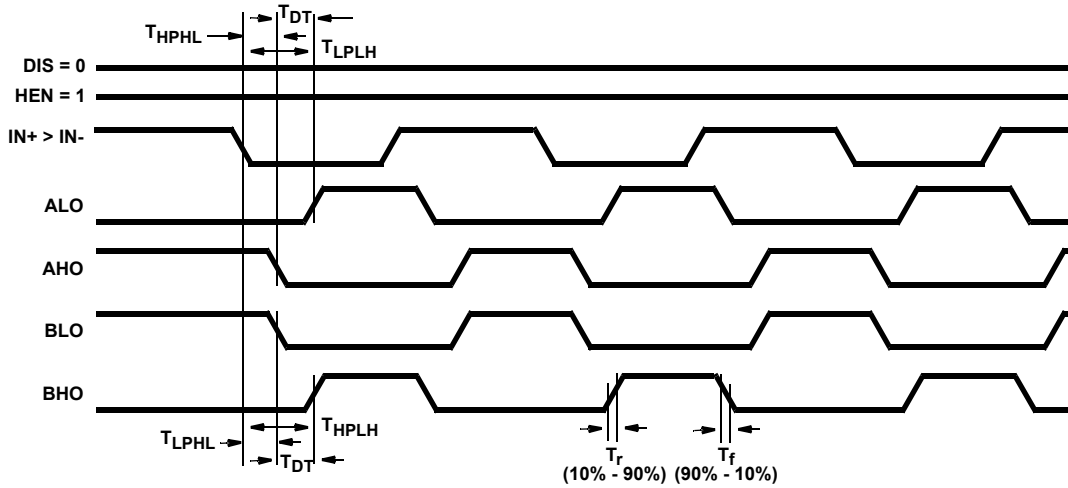 T_DT
T_HPHL
T_LPLH
DIS = 0
HEN = 1
IN+ > IN-
ALO
AHO
BLO
BHO
T_HPLH
T_LPHL
T_DT
T_r T_f
(10% - 90%) (90% - 10%)